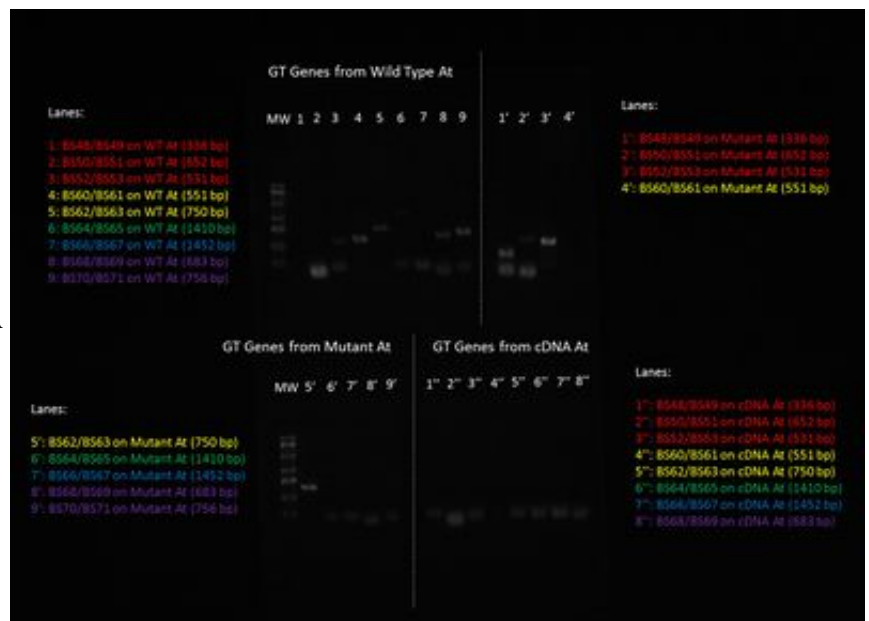 GT Genes from Wild Type At
Lanes:
MW 1 2 3 4 5 6 7 8 9
1: BS48/BS49 on WT At (336 bp)
2: BS50/BS51 on WT At (652 bp)
3: BS52/BS53 on WT At (531 bp)
4: BS60/BS61 on WT At (551 bp)
5: BS62/BS63 on WT At (750 bp)
6: BS64/BS65 on WT At (1410 bp)
7: BS66/BS67 on WT At (1452 bp)
8: BS68/BS69 on WT At (683 bp)
9: BS70/BS71 on WT At (756 bp)
1' 2' 3' 4'
Lanes:
1': BS48/BS49 on Mutant At (336 bp)
2': BS50/BS51 on Mutant At (652 bp)
3': BS52/BS53 on Mutant At (531 bp)
4': BS60/BS61 on Mutant At (551 bp)
GT Genes from Mutant At
MW 5' 6' 7' 8' 9'
Lanes:
5': BS62/BS63 on Mutant At (750 bp)
6': BS64/BS65 on Mutant At (1410 bp)
7': BS66/BS67 on Mutant At (1452 bp)
8': BS68/BS69 on Mutant At (683 bp)
9': BS70/BS71 on Mutant At (756 bp)
GT Genes from cDNA At
1" 2" 3" 4" 5" 6" 7" 8"
Lanes:
1": BS48/BS49 on cDNA At (336 bp)
2": BS50/BS51 on cDNA At (652 bp)
3": BS52/BS53 on cDNA At (531 bp)
4": BS60/BS61 on cDNA At (551 bp)
5": BS62/BS63 on cDNA At (750 bp)
6": BS64/BS65 on cDNA At (1410 bp)
7": BS66/BS67 on cDNA At (1452 bp)
8": BS68/BS69 on cDNA At (683 bp)